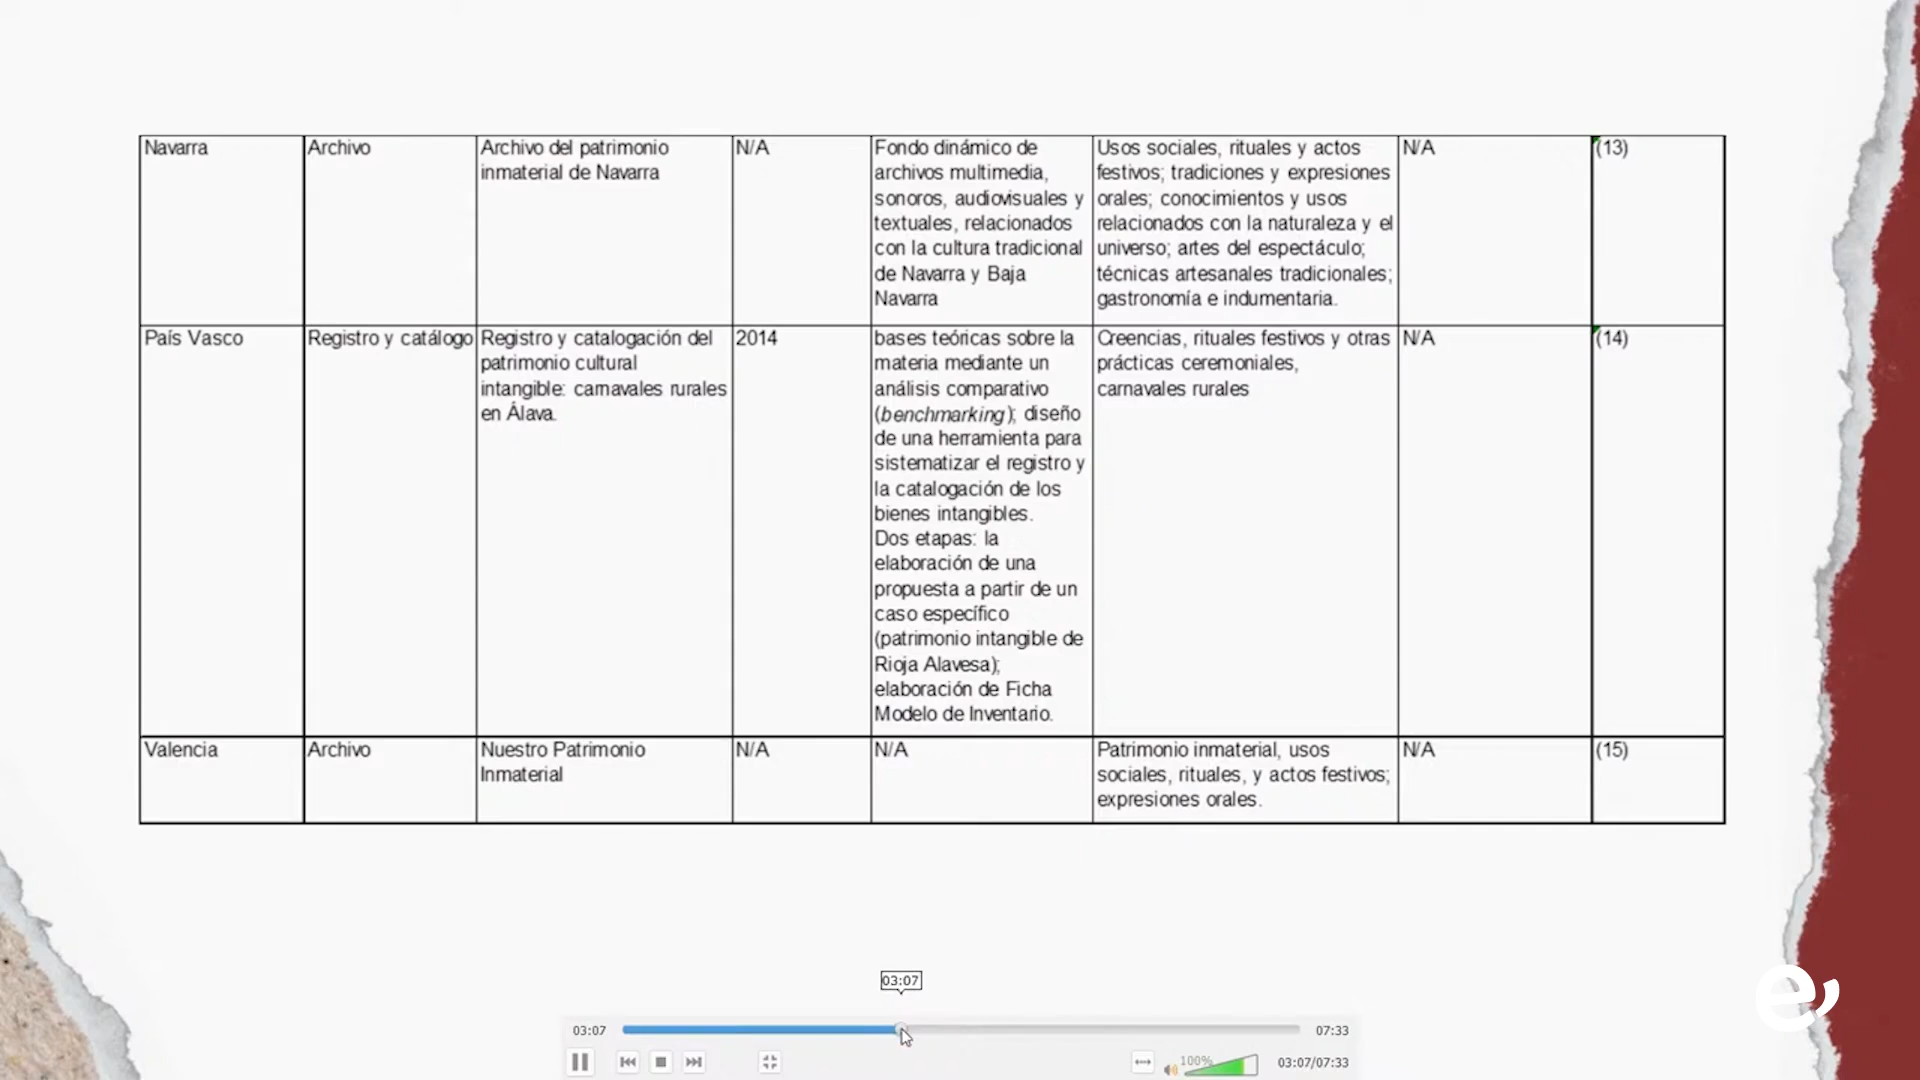 Navarra
Archivo
Archivo del patrimonio
inmaterial de Navarra
N/A
Fondo dinámico de
archivos multimedia,
sonoros, audiovisuales y
textuales, relacionados
con la cultura tradicional
de Navarra y Baja
Navarra
Usos sociales, rituales y actos
festivos; tradiciones y expresiones
orales; conocimientos y usos
relacionados con la naturaleza y el
universo; artes del espectáculo;
técnicas artesanales tradicionales;
gastronomía e indumentaria.
N/A
(13)
País Vasco
Registro y catálogo
Registro y catalogación del
patrimonio cultural
intangible: carnavales rurales
en Álava.
2014
bases teóricas sobre la
materia mediante un
análisis comparativo
(benchmarking); diseño
de una herramienta para
sistematizar el registro y
la catalogación de los
bienes intangibles.
Dos etapas: la
elaboración de una
propuesta a partir de un
caso específico
(patrimonio intangible de
Rioja Alavesa);
elaboración de Ficha
Modelo de Inventario.
Creencias, rituales festivos y otras
prácticas ceremoniales,
carnavales rurales
N/A
(14)
Valencia
Archivo
Nuestro Patrimonio
Inmaterial
N/A
N/A
Patrimonio inmaterial, usos
sociales, rituales, y actos festivos;
expresiones orales.
N/A
(15)
03:07
03:07
07:33
100%
03:07/07:33
e